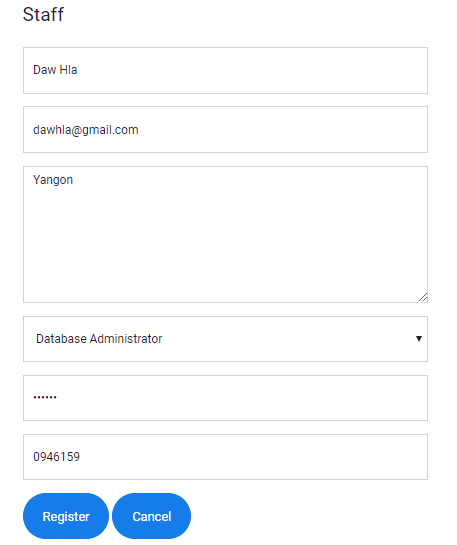 Staff
Daw Hla
dawhla@gmail.com
Yangon
Database Administrator
••••••
0946159
Register Cancel